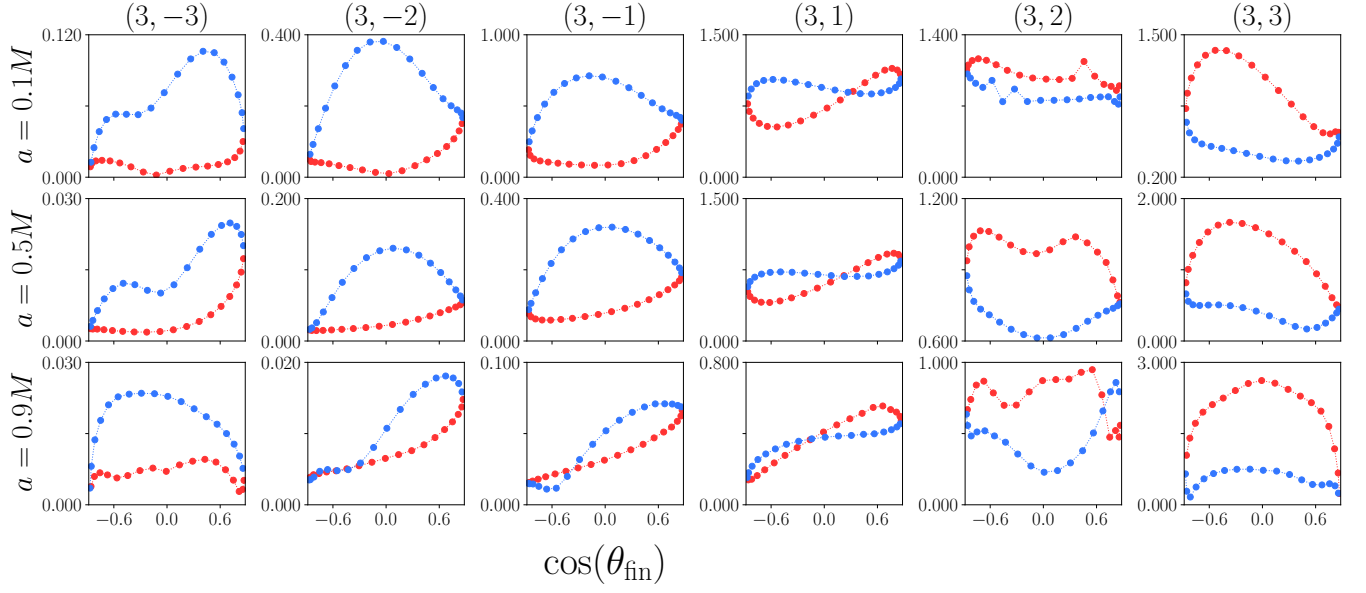 (3, −3) (3, −2) (3, −1) (3, 1) (3, 2) (3, 3)
a = 0.1M
0.120 0.400 1.000 1.500 1.400 1.500
0.000 0.000 0.000 0.000 0.000 0.200
a = 0.5M
0.030 0.200 0.400 1.500 1.200 2.000
0.000 0.000 0.000 0.000 0.600 0.000
a = 0.9M
0.030 0.020 0.100 0.800 1.000 3.000
0.000 0.000 0.000 0.000 0.000 0.000
−0.6 0.0 0.6 −0.6 0.0 0.6 −0.6 0.0 0.6 −0.6 0.0 0.6 −0.6 0.0 0.6 −0.6 0.0 0.6
cos(θfin)